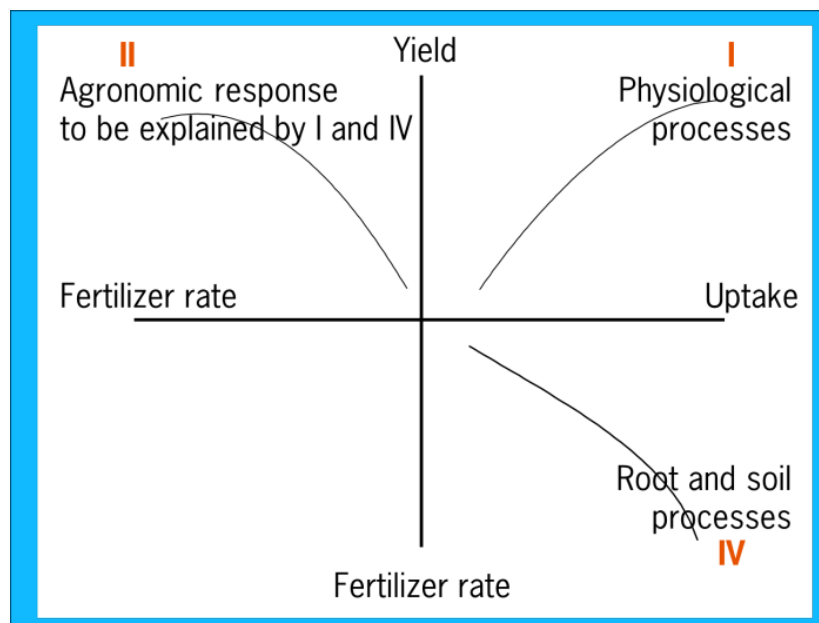 II
Yield
I
Agronomic response
to be explained by I and IV
Physiological
processes
Fertilizer rate
Uptake
Root and soil
processes
IV
Fertilizer rate